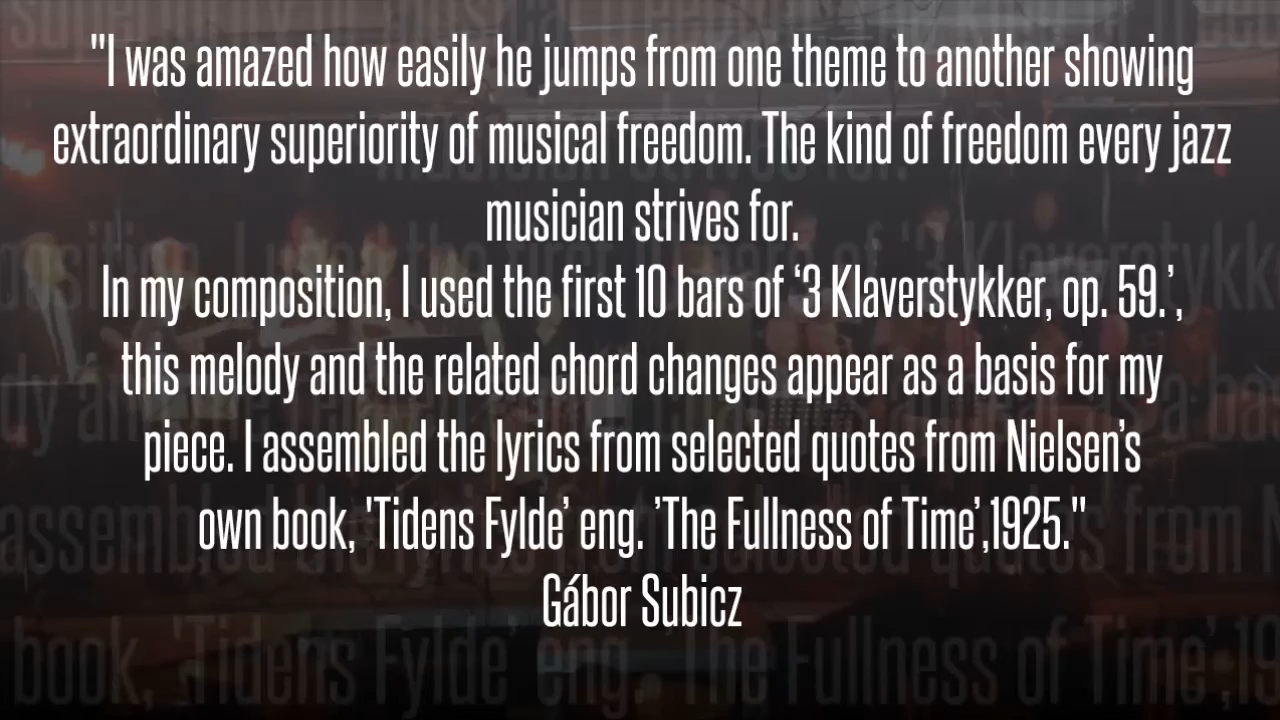 "I was amazed how easily he jumps from one theme to another showing
extraordinary superiority of musical freedom. The kind of freedom every jazz
musician strives for.
In my composition, I used the first 10 bars of ‘3 Klaverstykker, op. 59.’,
this melody and the related chord changes appear as a basis for my
piece. I assembled the lyrics from selected quotes from Nielsen’s
own book, 'Tidens Fylde’ eng. ’The Fullness of Time’,1925."
Gábor Subicz